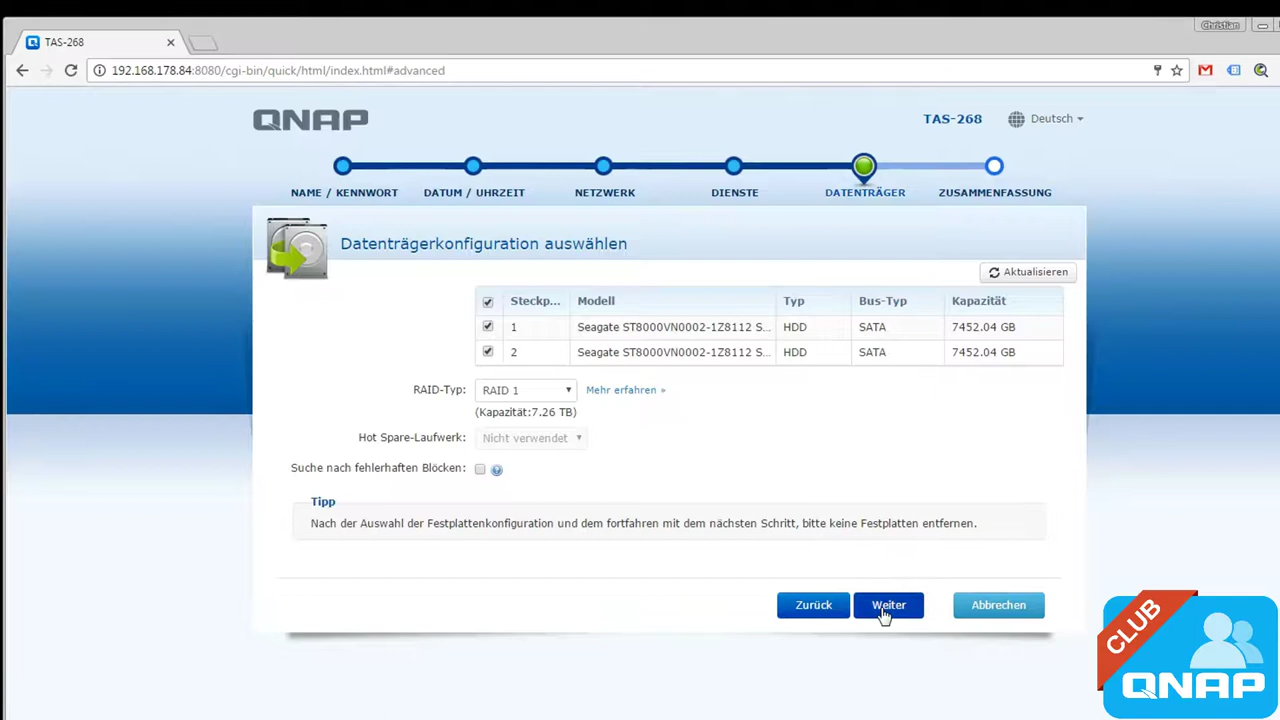 Christian
TAS-268
192.168.178.84:8080/cgi-bin/quick/html/index.html#advanced
QNAP
TAS-268
Deutsch
NAME / KENNWORT
DATUM / UHRZEIT
NETZWERK
DIENSTE
DATENTRÄGER
ZUSAMMENFASSUNG
Datenträgerkonfiguration auswählen
Aktualisieren
Steckp... Modell Typ Bus-Typ Kapazität
1 Seagate ST8000VN0002-1Z8112 S... HDD SATA 7452.04 GB
2 Seagate ST8000VN0002-1Z8112 S... HDD SATA 7452.04 GB
RAID-Typ: RAID 1 Mehr erfahren »
(Kapazität:7.26 TB)
Hot Spare-Laufwerk: Nicht verwendet
Suche nach fehlerhaften Blöcken:
Tipp
Nach der Auswahl der Festplattenkonfiguration und dem fortfahren mit dem nächsten Schritt, bitte keine Festplatten entfernen.
Zurück Weiter Abbrechen
CLUB
QNAP